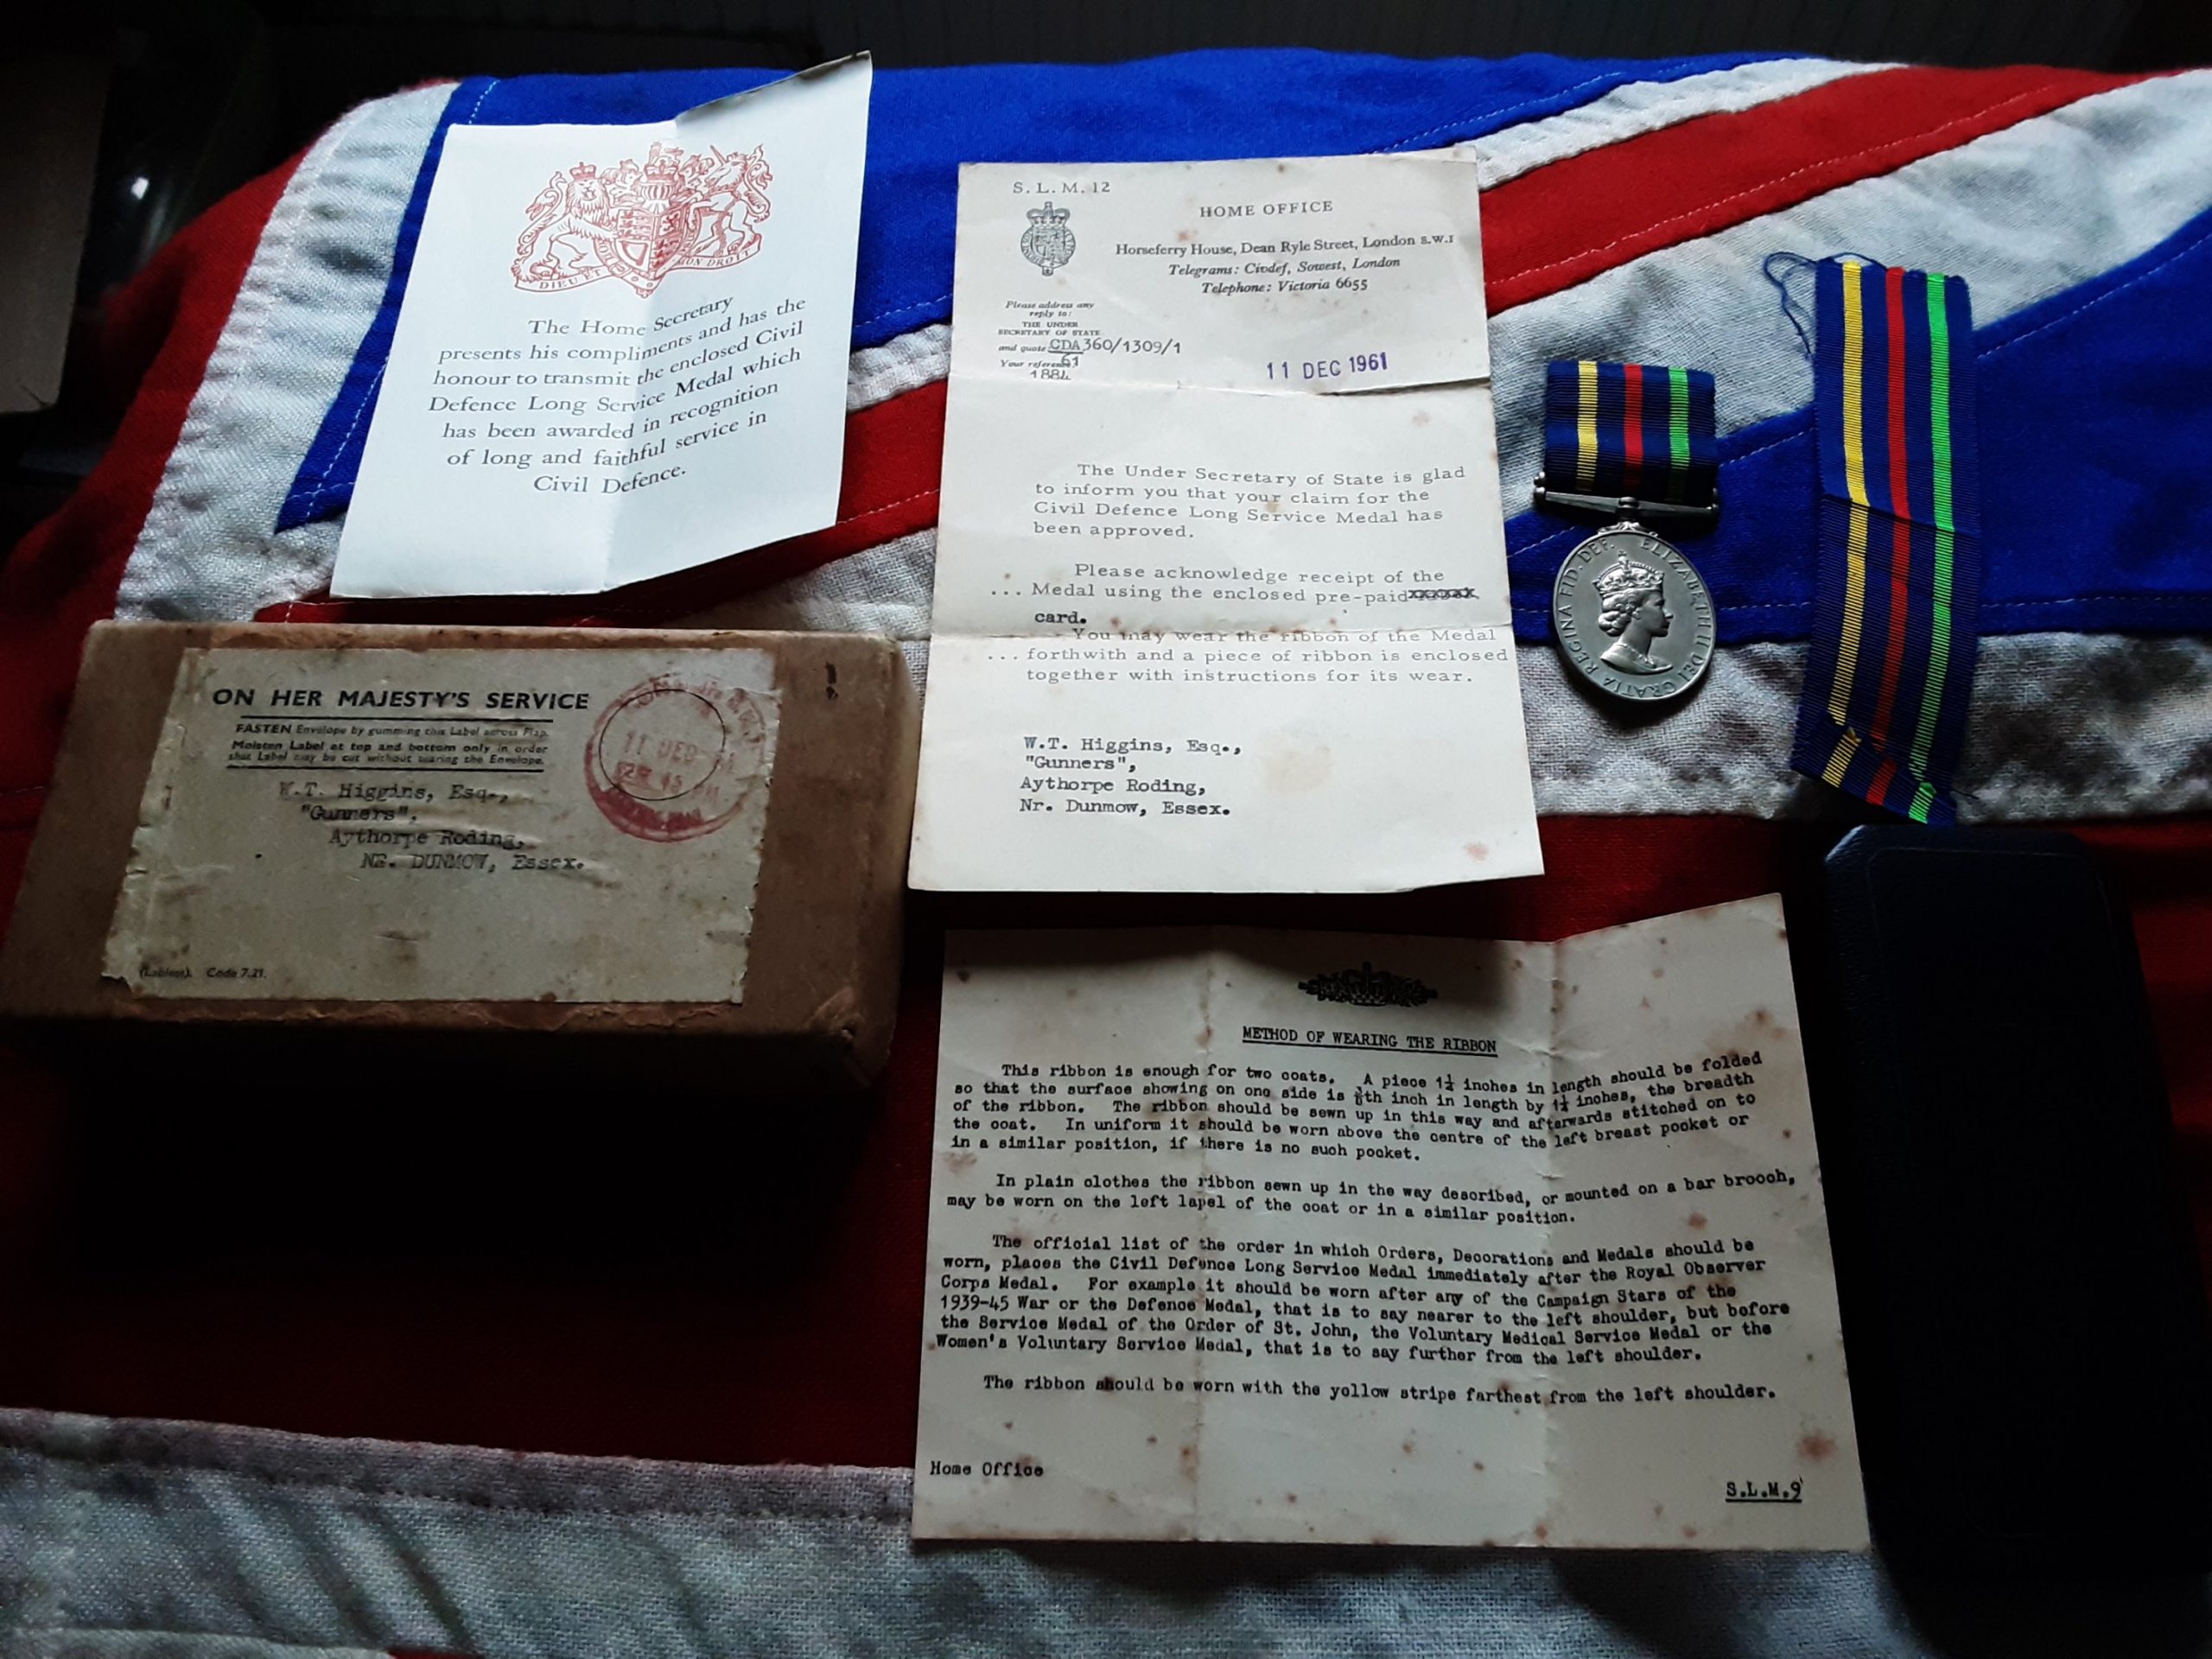 DIEU ET MON DROIT
The Home Secretary
presents his compliments and has the
honour to transmit the enclosed Civil
Defence Long Service Medal which
has been awarded in recognition
of long and faithful service in
Civil Defence.
S. L. M. 12
HOME OFFICE
Horseferry House, Dean Ryle Street, London S.W.1
Telegrams: Civdef, Sowest, London
Telephone: Victoria 6655
Please address any
reply to:
THE UNDER
SECRETARY OF STATE
and quote CDA 360/1309/1
Your reference:
61
1884
11 DEC 1961
The Under Secretary of State is glad
to inform you that your claim for the
Civil Defence Long Service Medal has
been approved.
Please acknowledge receipt of the
... Medal using the enclosed pre-paid
card.
You may wear the ribbon of the Medal
... forthwith and a piece of ribbon is enclosed
together with instructions for its wear.
W.T. Higgins, Esq.,
"Gunners",
Aythorpe Roding,
Nr. Dunmow, Essex.
ELIZABETH II DEI GRATIA REGINA FID. DEF.
ON HER MAJESTY'S SERVICE
FASTEN Envelope by gumming this Label across Flap.
Moisten Label at top and bottom only in order
that Label may be cut without tearing the Envelope.
W.T. Higgins, Esq.,
"Gunners",
Aythorpe Roding,
NR. DUNMOW, Essex.
11 DEC
Code 7.21.
METHOD OF WEARING THE RIBBON
This ribbon is enough for two coats. A piece 1¼ inches in length should be folded
so that the surface showing on one side is th inch in length by 1¼ inches, the breadth
of the ribbon. The ribbon should be sewn up in this way and afterwards stitched on to
the coat. In uniform it should be worn above the centre of the left breast pocket or
in a similar position, if there is no such pocket.
In plain clothes the ribbon sewn up in the way described, or mounted on a bar brooch,
may be worn on the left lapel of the coat or in a similar position.
The official list of the order in which Orders, Decorations and Medals should be
worn, places the Civil Defence Long Service Medal immediately after the Royal Observer
Corps Medal. For example it should be worn after any of the Campaign Stars of the
1939-45 War or the Defence Medal, that is to say nearer to the left shoulder, but before
the Service Medal of the Order of St. John, the Voluntary Medical Service Medal or the
Women's Voluntary Service Medal, that is to say further from the left shoulder.
The ribbon should be worn with the yellow stripe farthest from the left shoulder.
Home Office
S.L.M.9